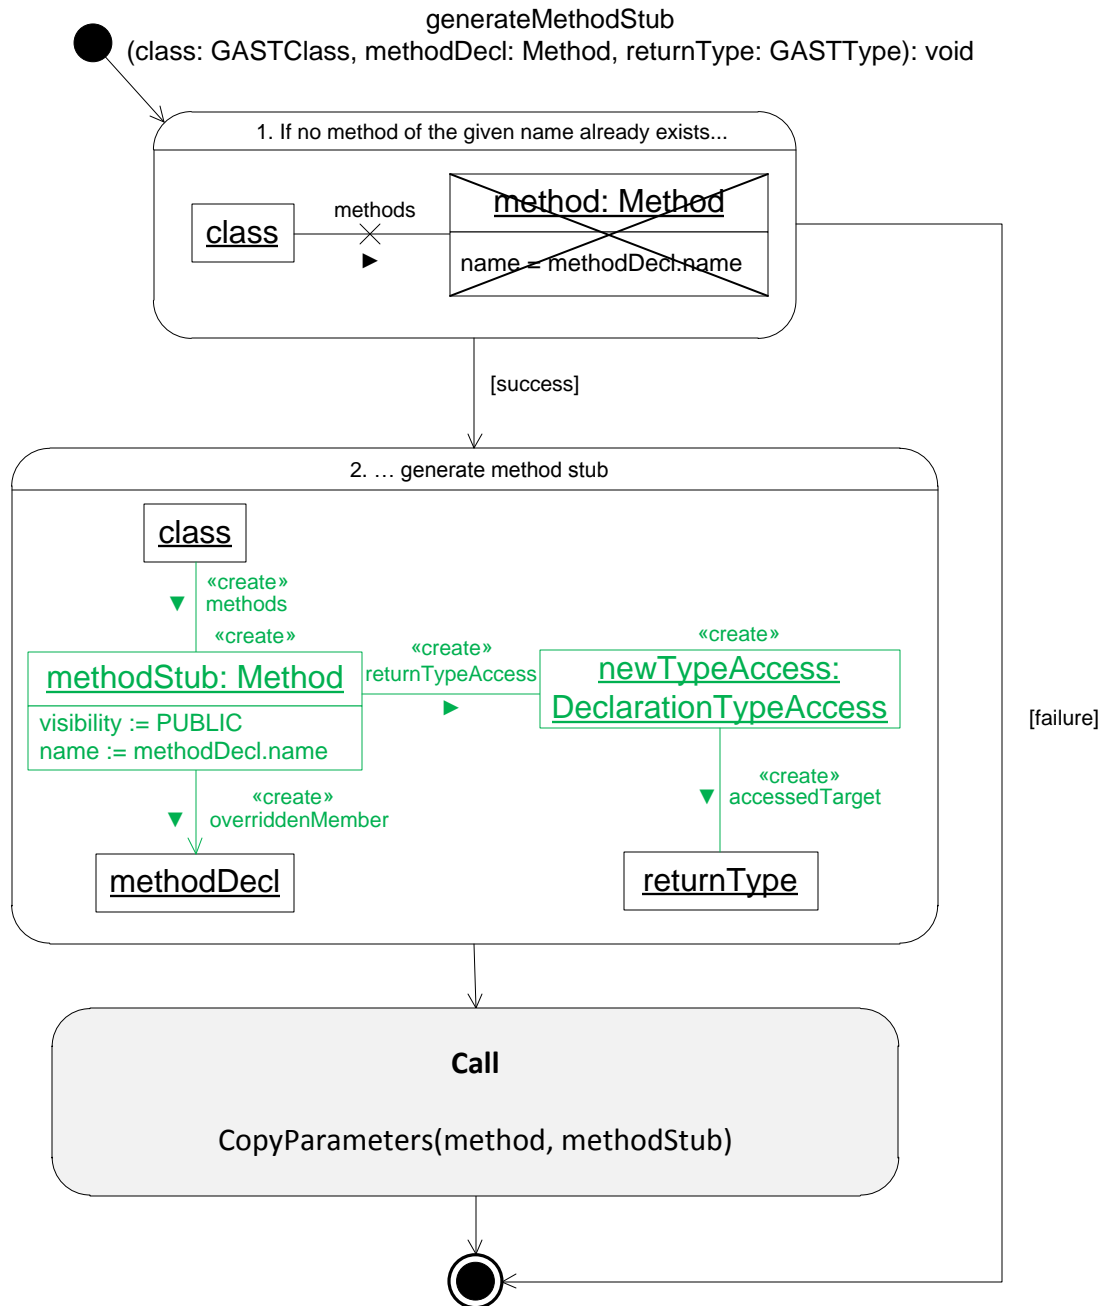 generateMethodStub
(class: GASTClass, methodDecl: Method, returnType: GASTType): void
1. If no method of the given name already exists...
class
methods
►
method: Method
name = methodDecl.name
[success]
[failure]
2. … generate method stub
class
«create»
▼ methods
«create»
methodStub: Method
visibility := PUBLIC
name := methodDecl.name
«create»
returnTypeAccess
►
«create»
newTypeAccess:
DeclarationTypeAccess
«create»
▼ overriddenMember
«create»
▼ accessedTarget
methodDecl
returnType
Call
CopyParameters(method, methodStub)